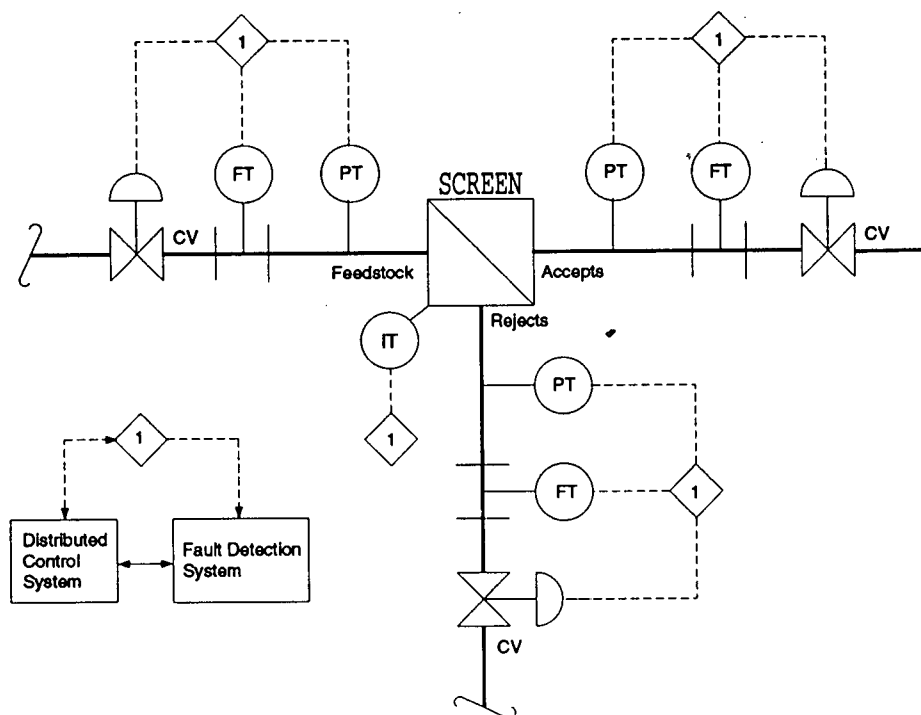 1
1
FT
PT
PT
FT
SCREEN
CV
CV
Feedstock
Accepts
Rejects
IT
PT
1
1
FT
1
Distributed
Control
System
Fault Detection
System
CV